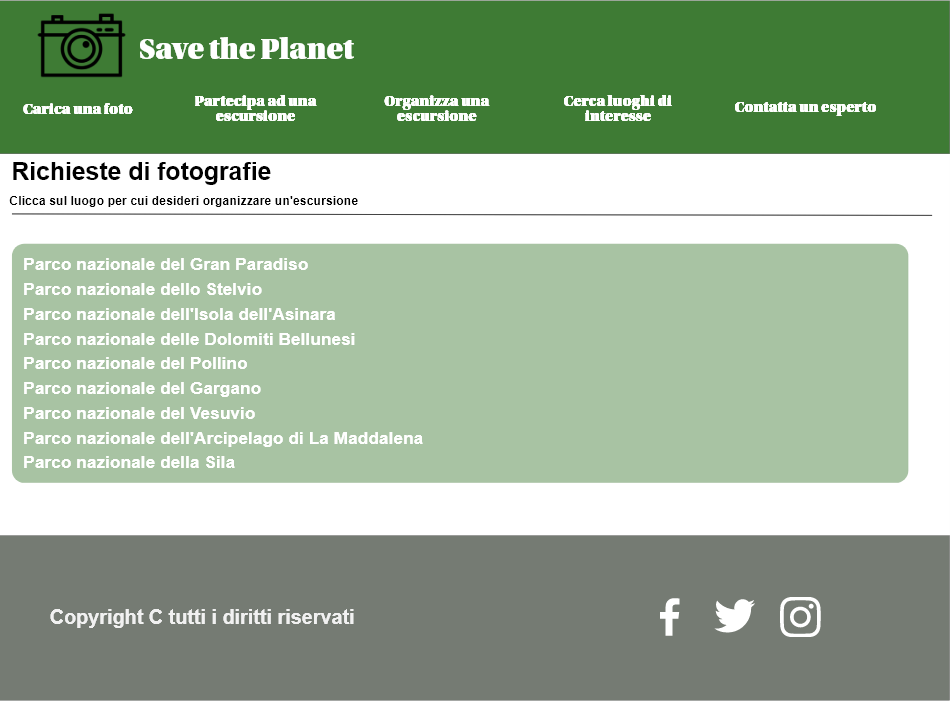 Save the Planet
Carica una foto
Partecipa ad una
escursione
Organizza una
escursione
Cerca luoghi di
interesse
Contatta un esperto
Richieste di fotografie
Clicca sul luogo per cui desideri organizzare un'escursione
Parco nazionale del Gran Paradiso
Parco nazionale dello Stelvio
Parco nazionale dell'Isola dell'Asinara
Parco nazionale delle Dolomiti Bellunesi
Parco nazionale del Pollino
Parco nazionale del Gargano
Parco nazionale del Vesuvio
Parco nazionale dell'Arcipelago di La Maddalena
Parco nazionale della Sila
Copyright C tutti i diritti riservati